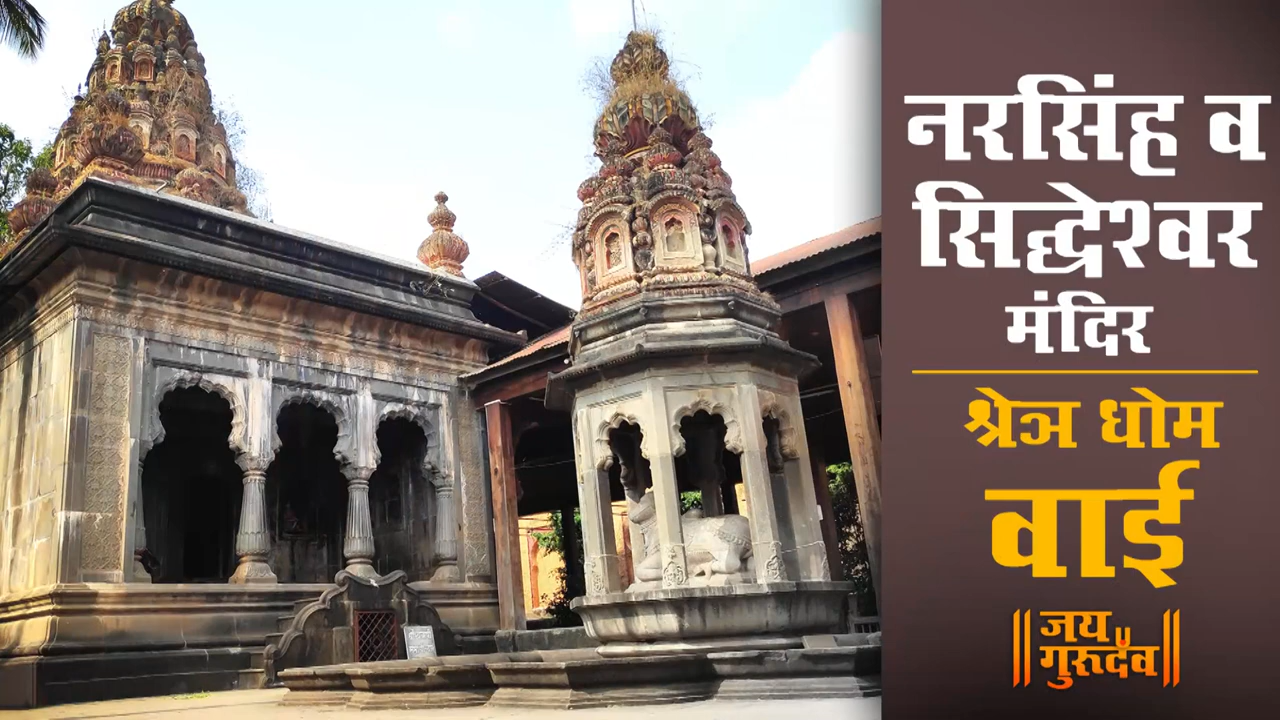 नरसिंह व
सिद्धेश्वर
मंदिर
श्रेञ धोम
वाई
॥ जय
गुरूदेव ॥